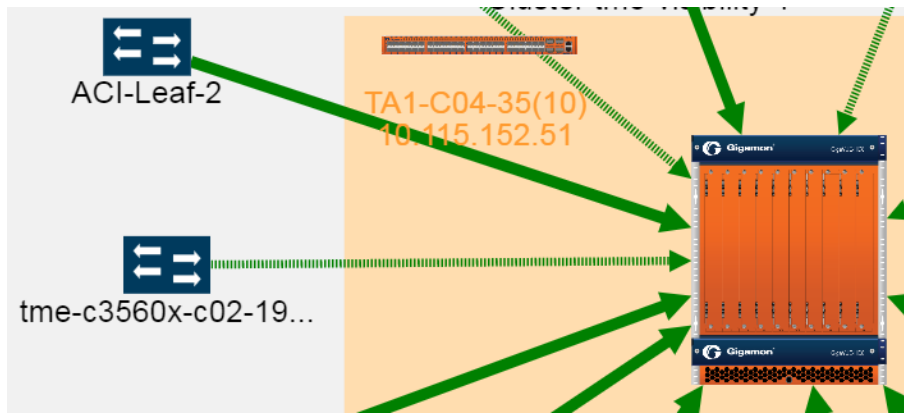 ACI-Leaf-2
TA1-C04-35(10)
10.115.152.51
Gigamon
tme-c3560x-c02-19...
Gigamon